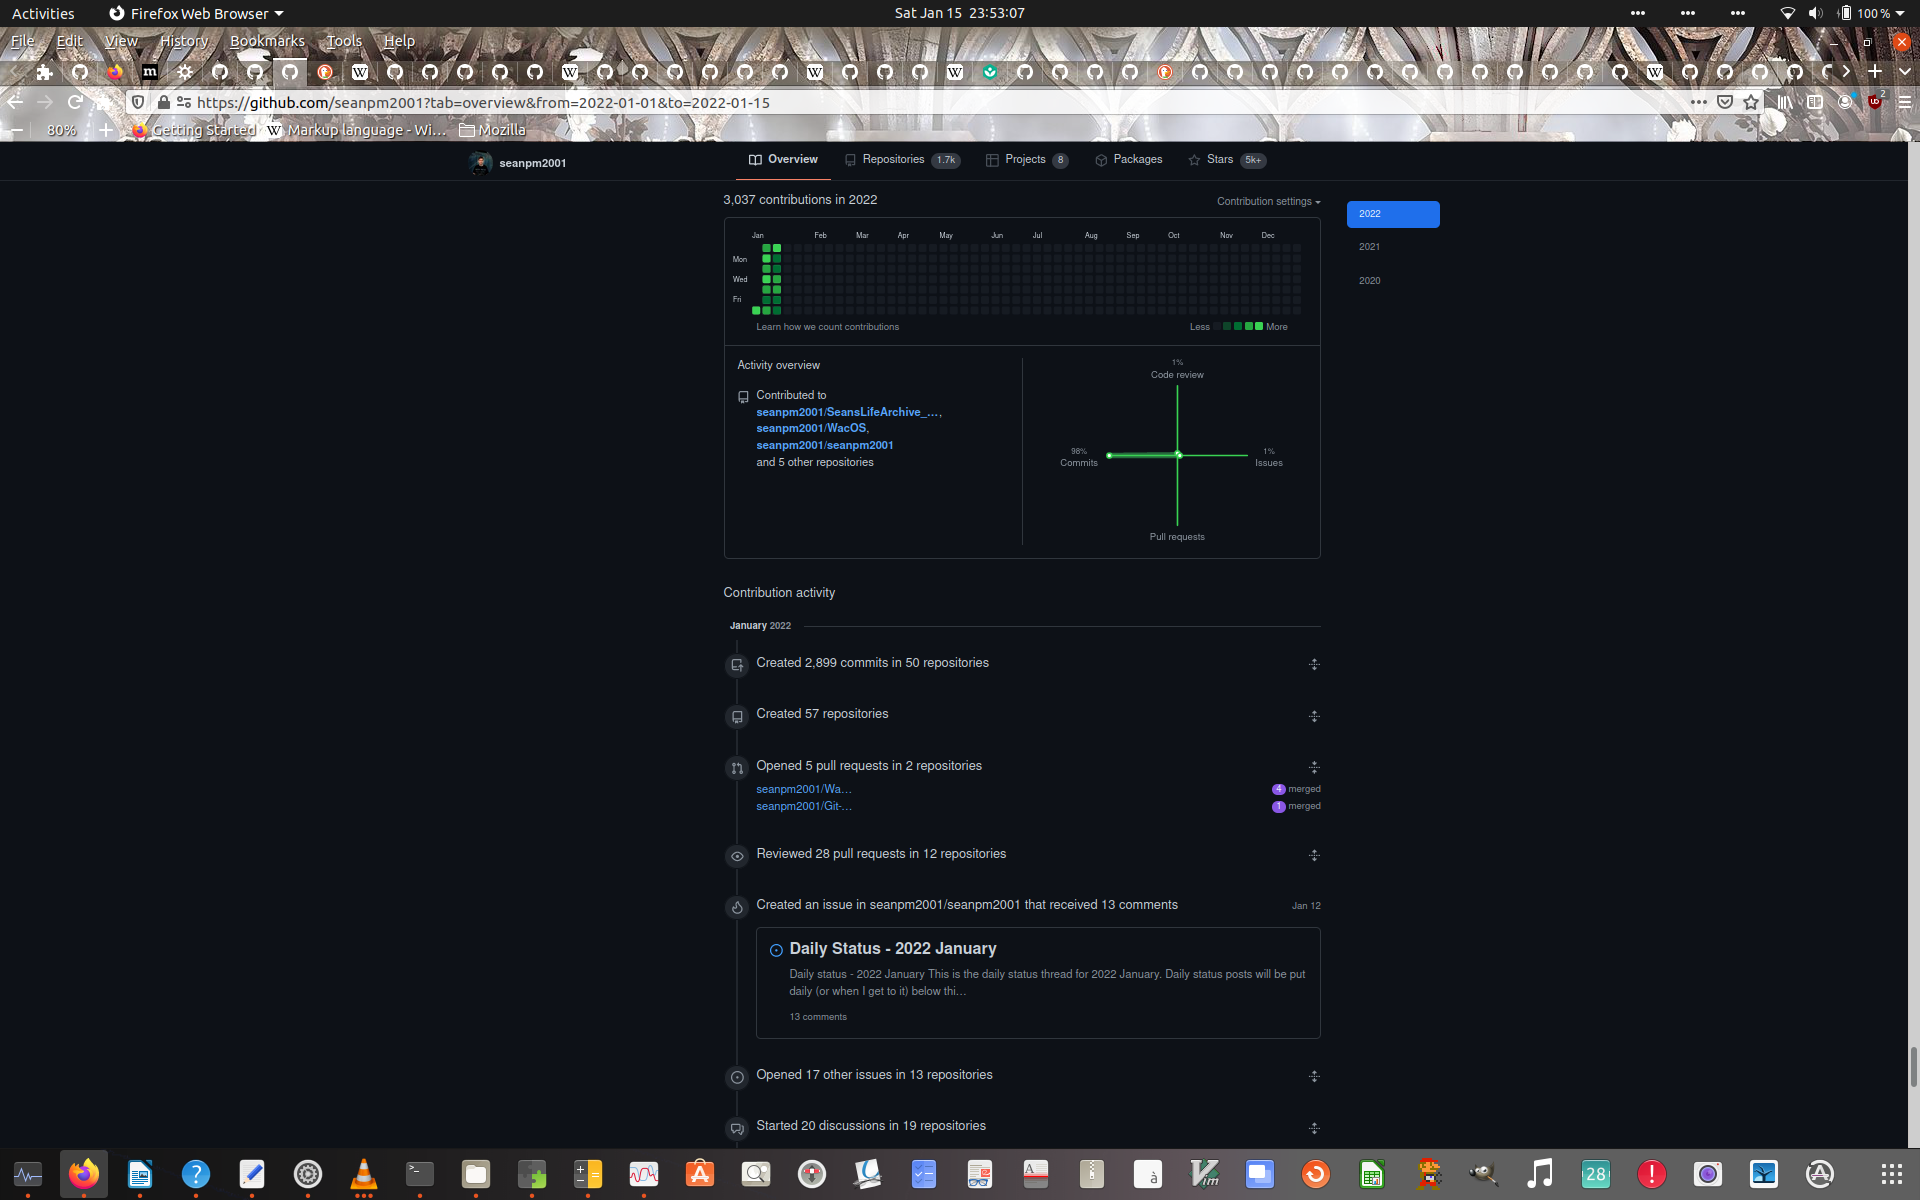 Activities
Firefox Web Browser
Sat Jan 15 23:53:07
100 %
File Edit View History Bookmarks Tools Help
https://github.com/seanpm2001?tab=overview&from=2022-01-01&to=2022-01-15
2
80%
Getting Started
Markup language - Wi…
Mozilla
seanpm2001
Overview
Repositories 1.7k
Projects 8
Packages
Stars 5k+
3,037 contributions in 2022
Contribution settings
2022
2021
2020
Jan Feb Mar Apr May Jun Jul Aug Sep Oct Nov Dec
Mon
Wed
Fri
Learn how we count contributions
Less
More
Activity overview
Contributed to
seanpm2001/SeansLifeArchive_…,
seanpm2001/WacOS,
seanpm2001/seanpm2001
and 5 other repositories
1%
Code review
98%
Commits
1%
Issues
Pull requests
Contribution activity
January 2022
Created 2,899 commits in 50 repositories
Created 57 repositories
Opened 5 pull requests in 2 repositories
seanpm2001/Wa…
4 merged
seanpm2001/Git-…
1 merged
Reviewed 28 pull requests in 12 repositories
Created an issue in seanpm2001/seanpm2001 that received 13 comments
Jan 12
Daily Status - 2022 January
Daily status - 2022 January This is the daily status thread for 2022 January. Daily status posts will be put
daily (or when I get to it) below thi…
13 comments
Opened 17 other issues in 13 repositories
Started 20 discussions in 19 repositories
28